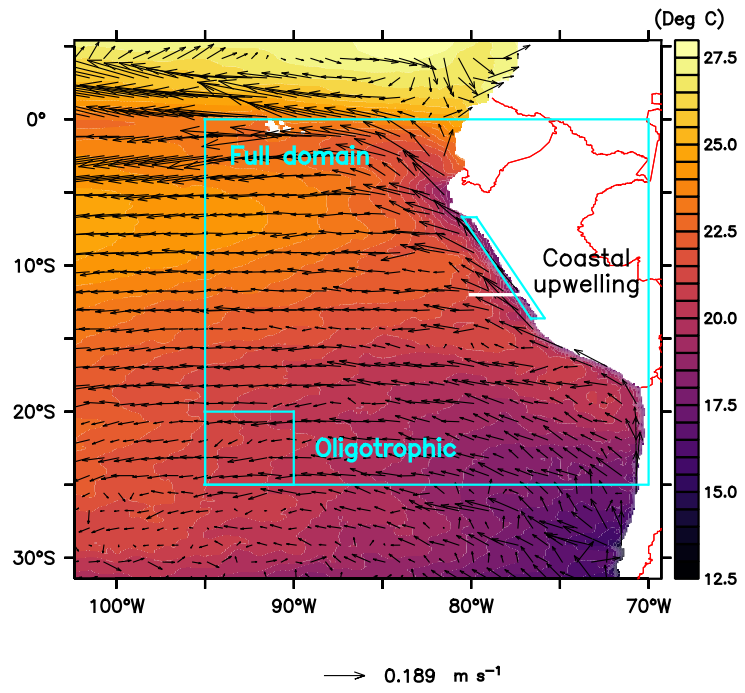 (Deg C)
27.5
25.0
22.5
20.0
17.5
15.0
12.5
0°
10°S
20°S
30°S
Full domain
Coastal
upwelling
Oligotrophic
100°W
90°W
80°W
70°W
0.189 m s⁻¹